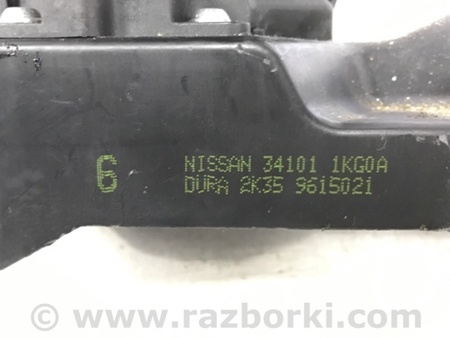 6
NISSAN 34101 1KG0A
DURA 2K35 9615021
© www.razborki.com